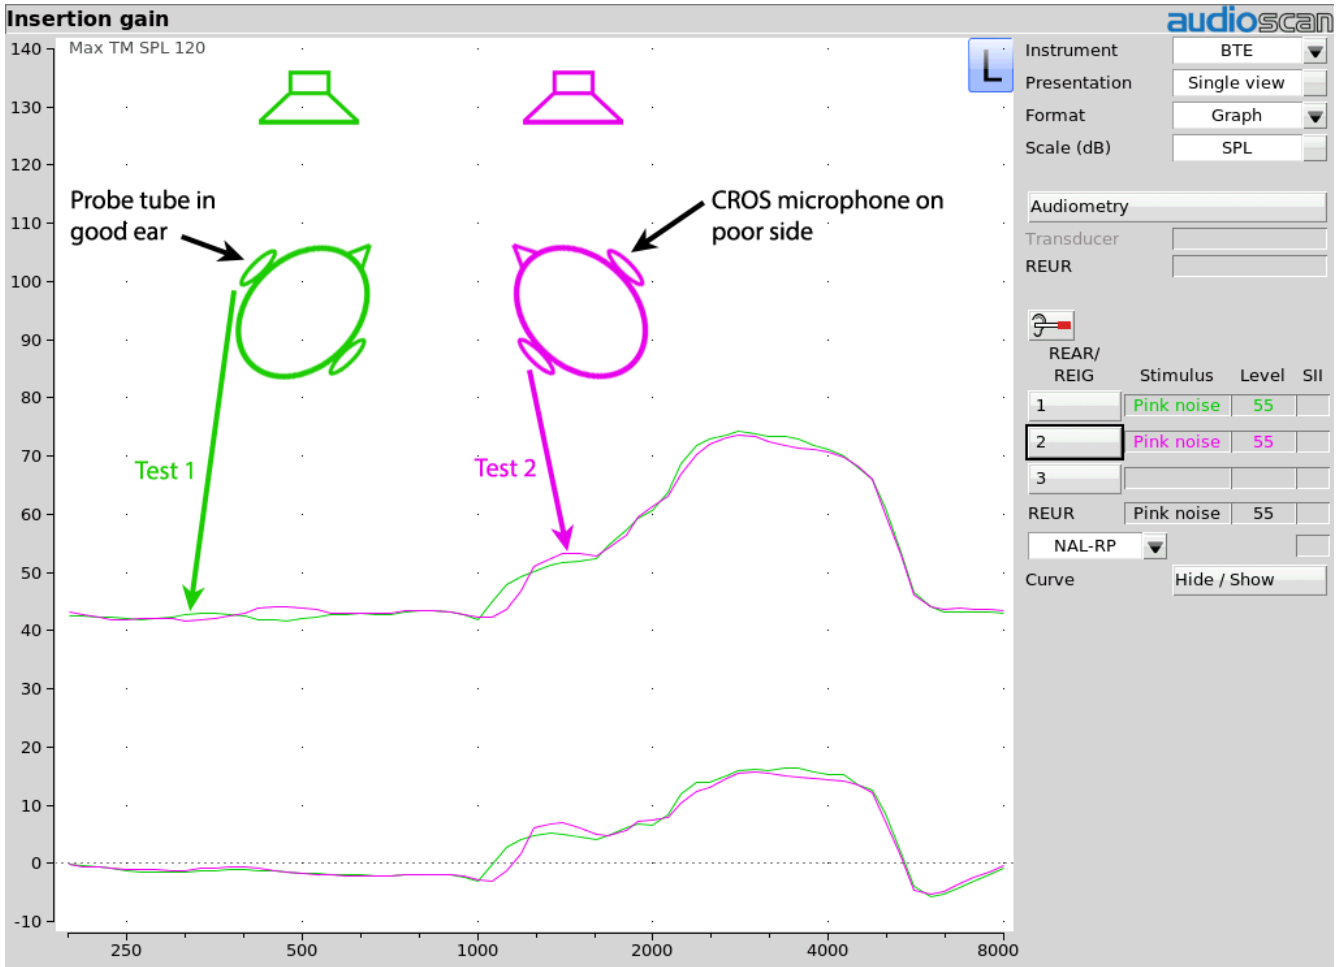 Insertion gain
audioscan
Max TM SPL 120
L
140
130
120
110
100
90
80
70
60
50
40
30
20
10
0
-10
250 500 1000 2000 4000 8000
Probe tube in
good ear
CROS microphone on
poor side
Test 1
Test 2
Instrument BTE
Presentation Single view
Format Graph
Scale (dB) SPL
Audiometry
Transducer
REUR
REAR/
REIG Stimulus Level SII
1 Pink noise 55
2 Pink noise 55
3
REUR Pink noise 55
NAL-RP
Curve Hide / Show